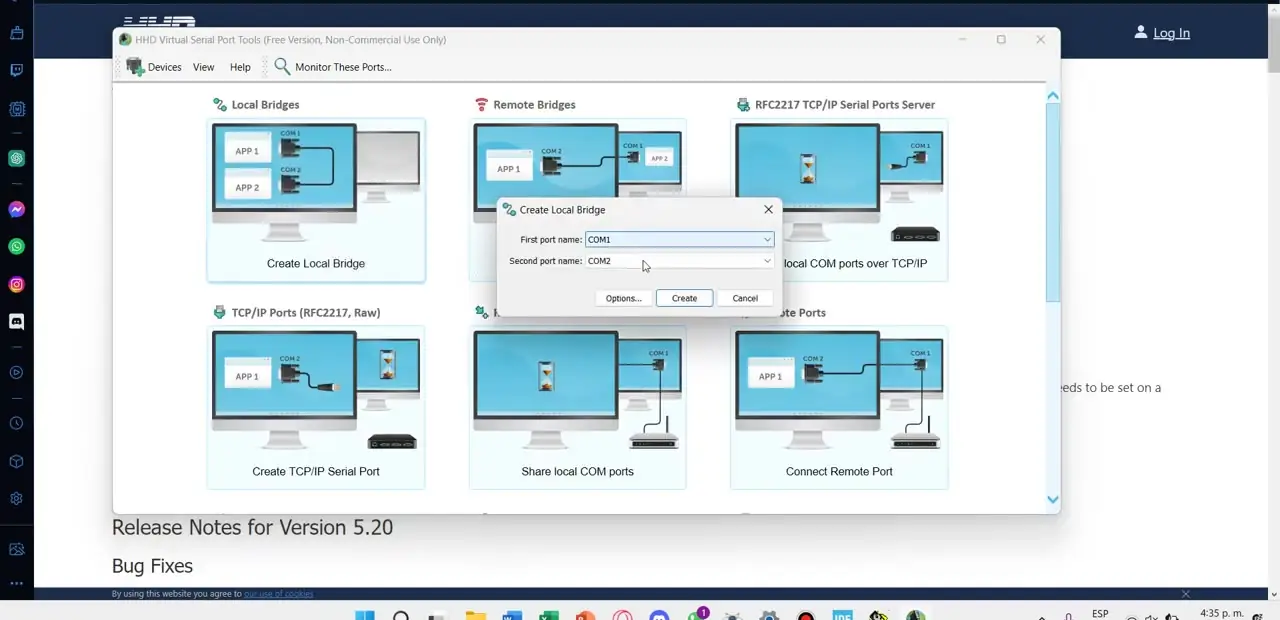 Log In
HHD Virtual Serial Port Tools (Free Version, Non-Commercial Use Only)
Devices View Help Monitor These Ports...
Local Bridges
Remote Bridges
RFC2217 TCP/IP Serial Ports Server
COM 1
APP 1
COM 2
APP 2
COM 2
APP 1
COM 1
APP 2
COM 1
Create Local Bridge
First port name: COM1
Second port name: COM2
Options... Create Cancel
Create Local Bridge
local COM ports over TCP/IP
TCP/IP Ports (RFC2217, Raw)
Ports
COM 2
APP 1
COM 1
COM 2
APP 1
COM 1
Create TCP/IP Serial Port
Share local COM ports
Connect Remote Port
to be set on a
Release Notes for Version 5.20
Bug Fixes
By using this website you agree to our use of cookies
1
IDE
ESP
4:35 p. m.